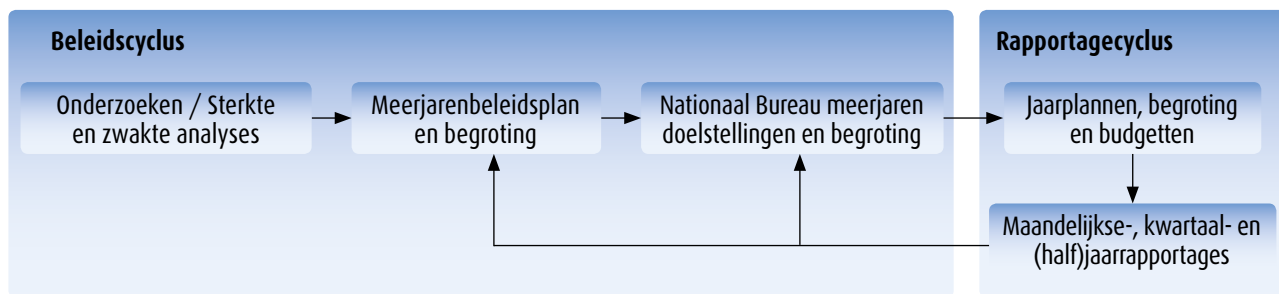 Beleidscyclus
Onderzoeken / Sterkte
en zwakte analyses
Meerjarenbeleidsplan
en begroting
Nationaal Bureau meerjaren
doelstellingen en begroting
Rapportagecyclus
Jaarplannen, begroting
en budgetten
Maandelijkse-, kwartaal- en
(half)jaarrapportages